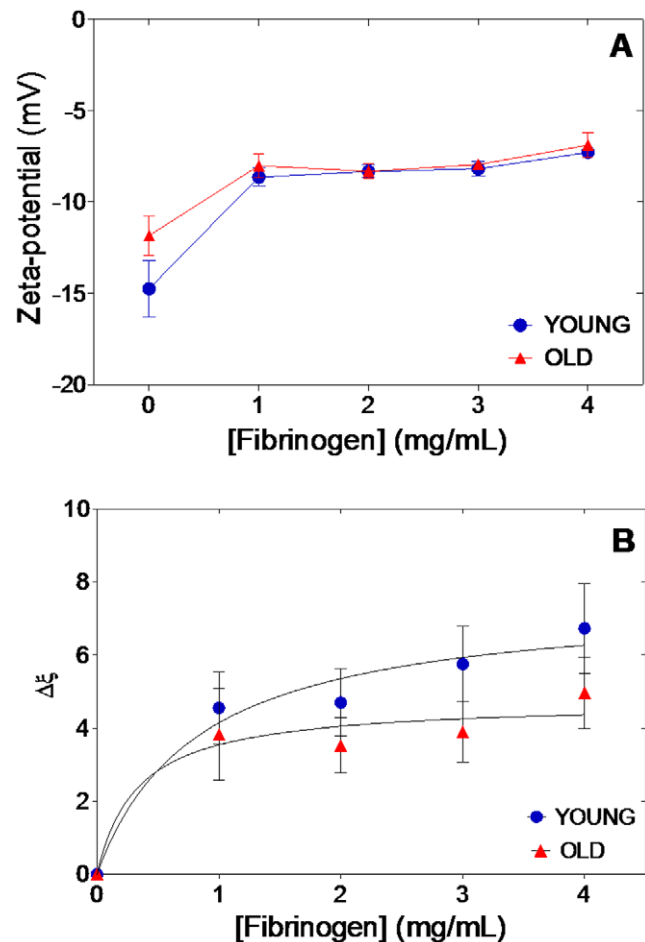 A
Zeta-potential (mV)
0
-5
-10
-15
-20
YOUNG
OLD
0 1 2 3 4
[Fibrinogen] (mg/mL)
B
Δξ
10
8
6
4
2
0
YOUNG
OLD
0 1 2 3 4
[Fibrinogen] (mg/mL)